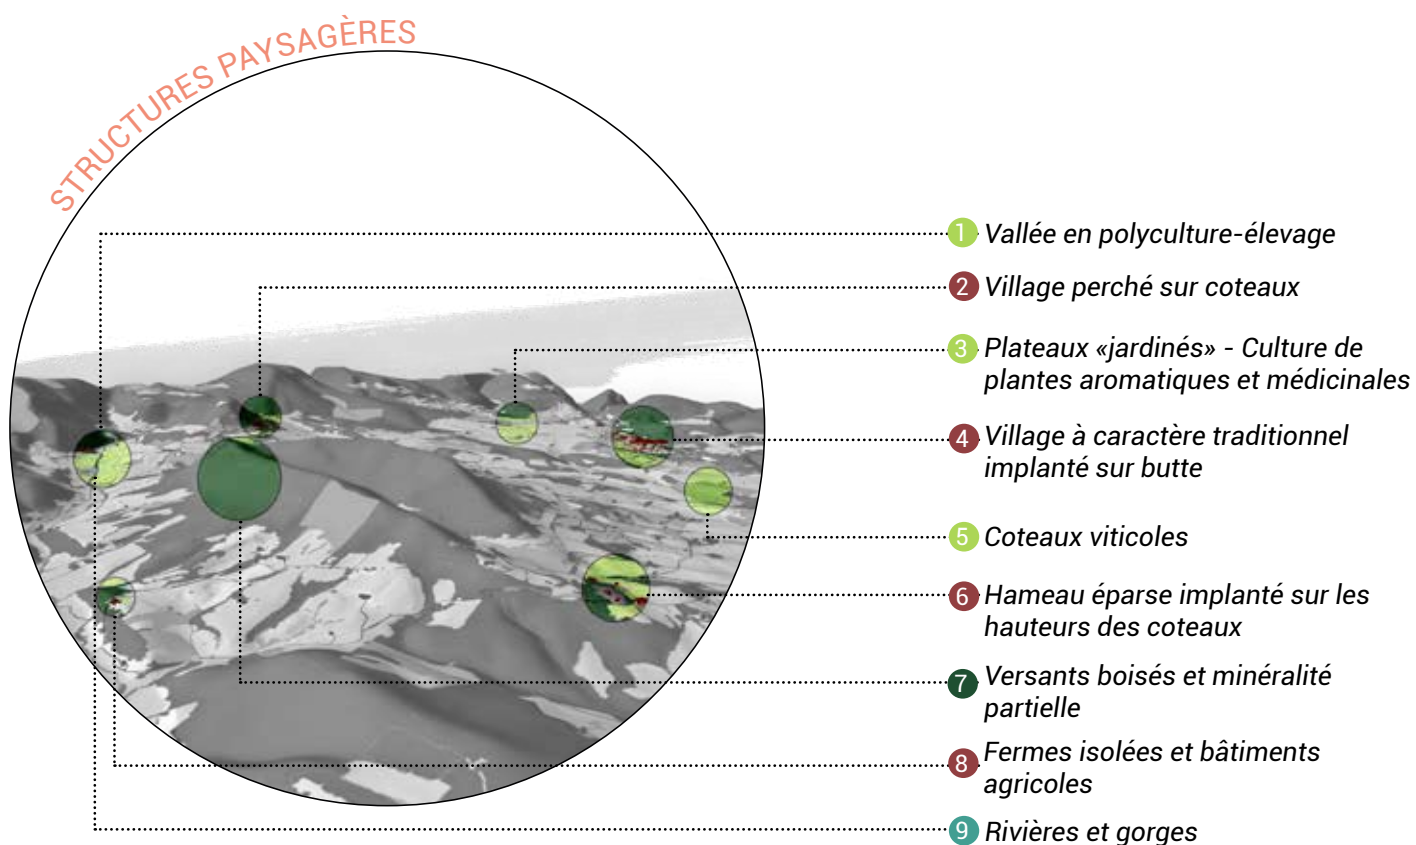 STRUCTURES PAYSAGÈRES
1 Vallée en polyculture-élevage
2 Village perché sur coteaux
3 Plateaux «jardinés» - Culture de
plantes aromatiques et médicinales
4 Village à caractère traditionnel
implanté sur butte
5 Coteaux viticoles
6 Hameau éparse implanté sur les
hauteurs des coteaux
7 Versants boisés et minéralité
partielle
8 Fermes isolées et bâtiments
agricoles
9 Rivières et gorges